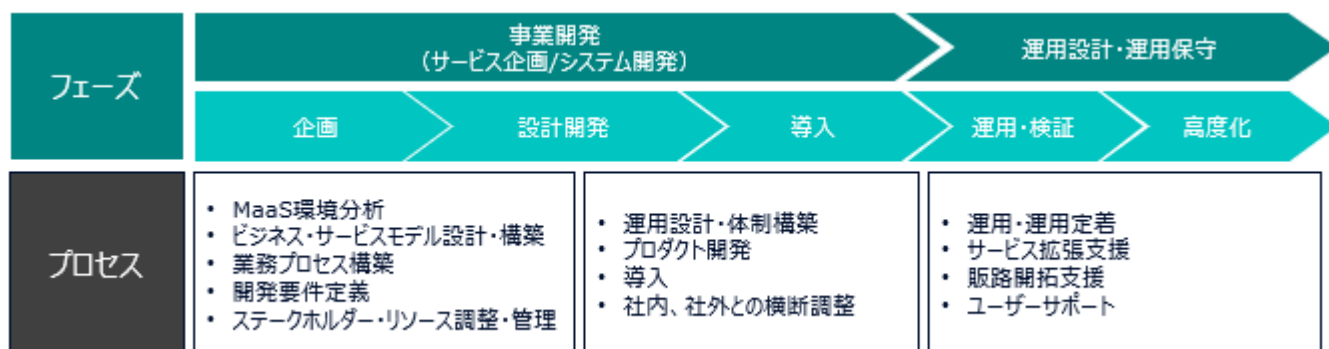 フェーズ
事業開発
（サービス企画/システム開発）
運用設計・運用保守
企画
設計開発
導入
運用・検証
高度化
プロセス
• MaaS環境分析
• ビジネス・サービスモデル設計・構築
• 業務プロセス構築
• 開発要件定義
• ステークホルダー・リソース調整・管理
• 運用設計・体制構築
• プロダクト開発
• 導入
• 社内、社外との横断調整
• 運用・運用定着
• サービス拡張支援
• 販路開拓支援
• ユーザーサポート